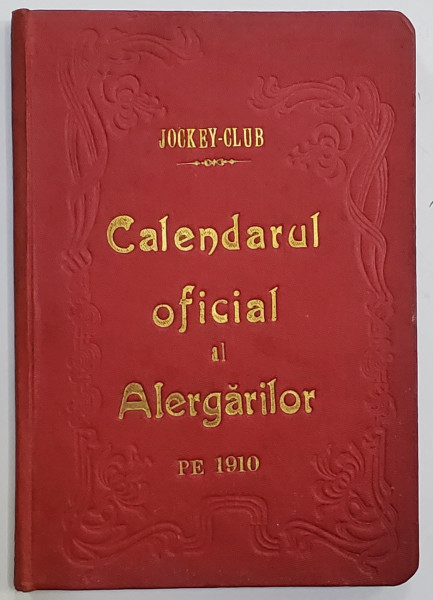 JOCKEY-CLUB
Calendarul
oficial
al
Alergărilor
PE 1910